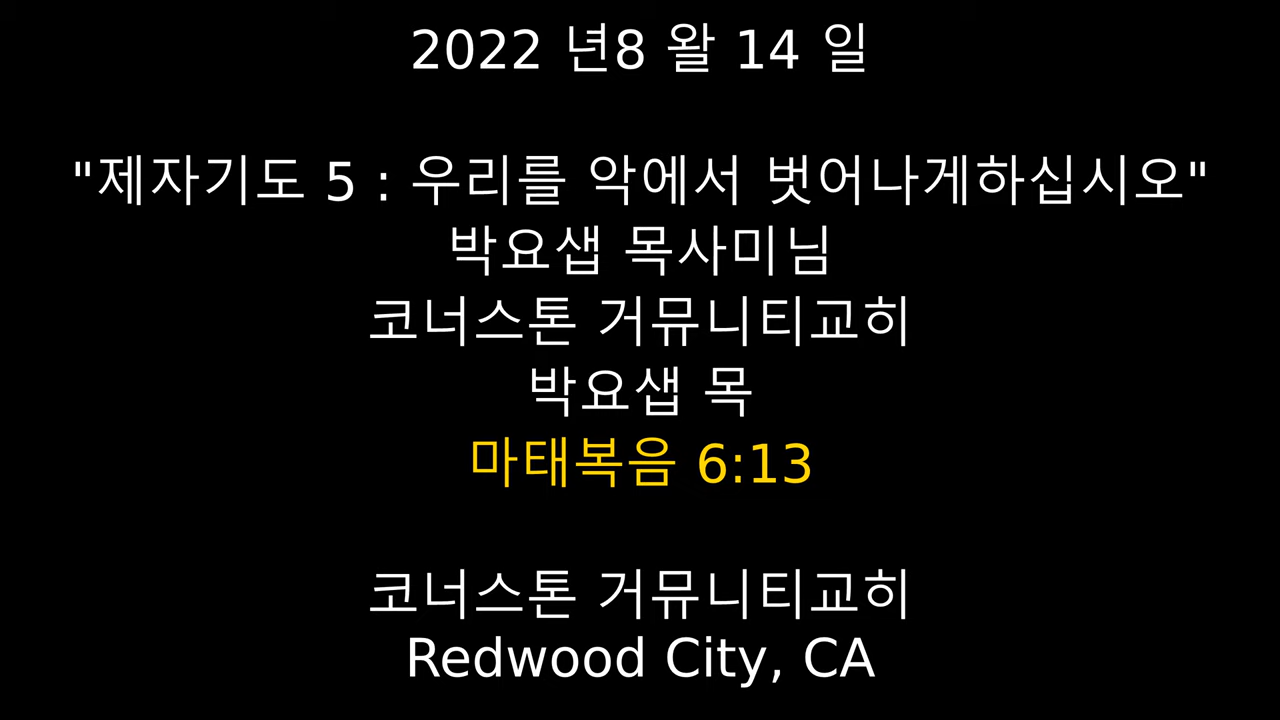 2022 년8 왈 14 일
"제자기도 5 : 우리를 악에서 벗어나게하십시오"
박요샙 목사미님
코너스톤 거뮤니티교히
박요샙 목
마태복음 6:13
코너스톤 거뮤니티교히
Redwood City, CA